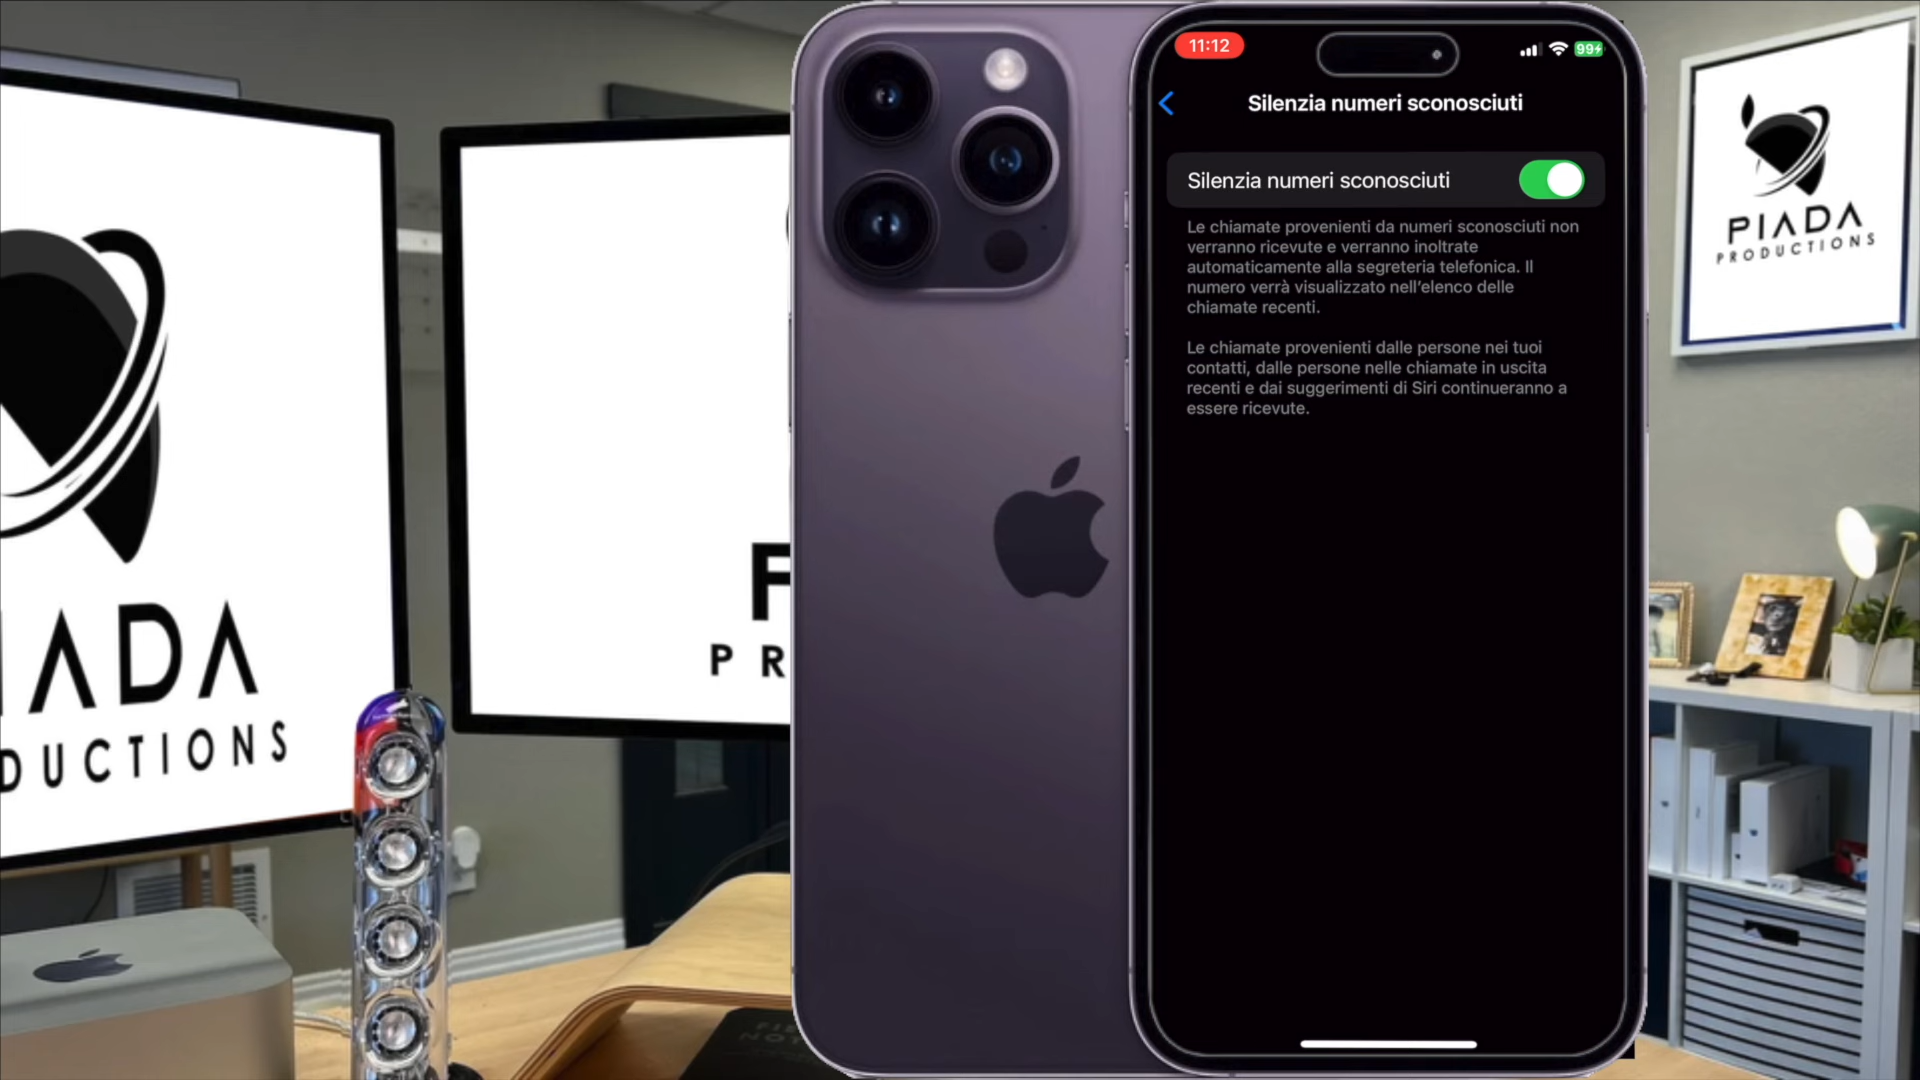 11:12
99
Silenzia numeri sconosciuti
Silenzia numeri sconosciuti
Le chiamate provenienti da numeri sconosciuti non
verranno ricevute e verranno inoltrate
automaticamente alla segreteria telefonica. Il
numero verrà visualizzato nell’elenco delle
chiamate recenti.
Le chiamate provenienti dalle persone nei tuoi
contatti, dalle persone nelle chiamate in uscita
recenti e dai suggerimenti di Siri continueranno a
essere ricevute.
PIADA
PRODUCTIONS
IADA
DUCTIONS
P
PR